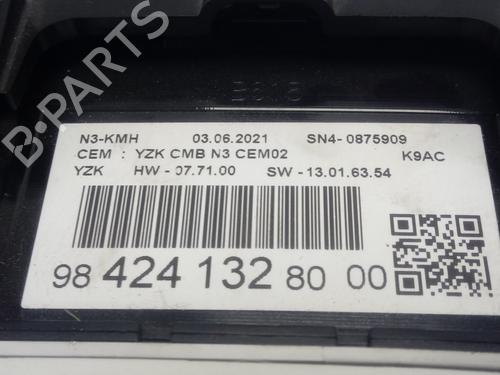 B-PARTS
B618
N3-KMH 03.06.2021 SN4- 0875909
CEM : YZK CMB N3 CEM02 K9AC
YZK HW - 07.71.00 SW - 13.01.63.54
98 424 132 80 00